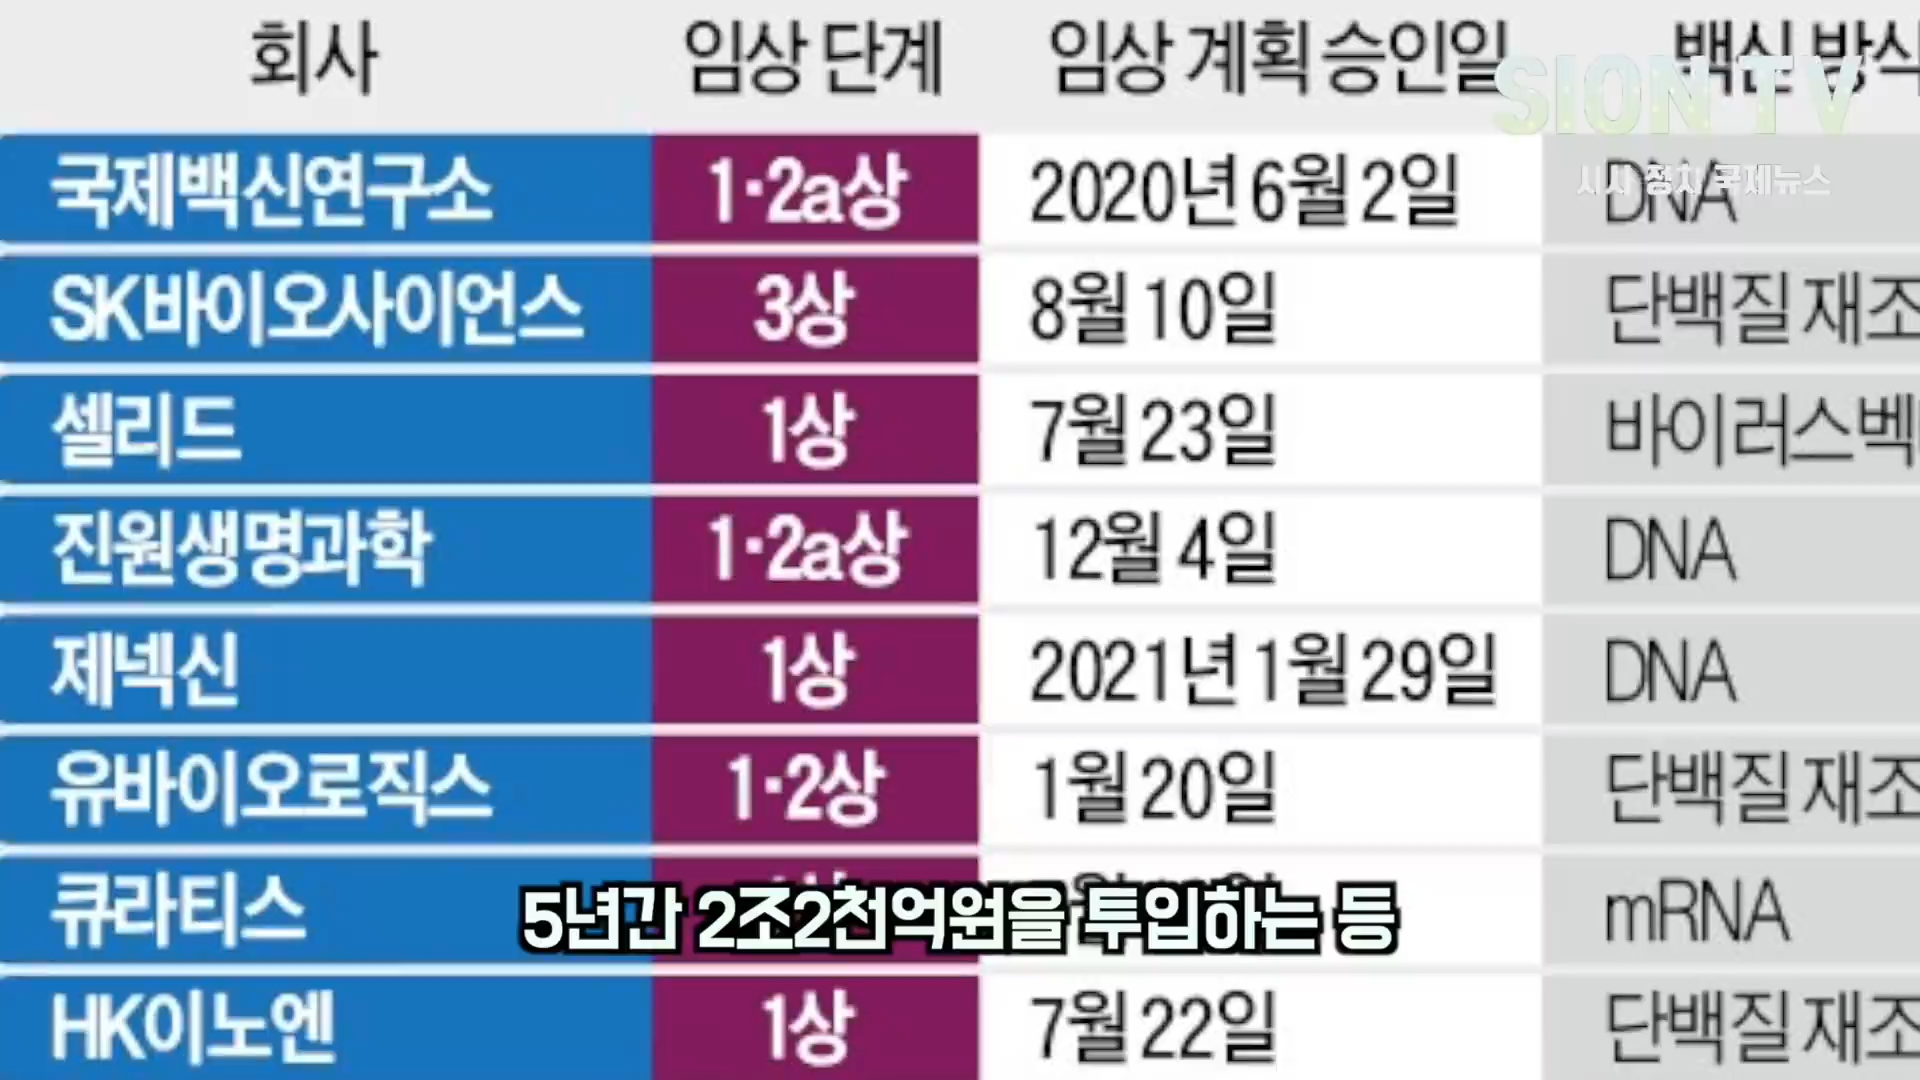 회사 임상 단계 임상 계획 승인일 백신 방식
SION TV
시사 정치 국제뉴스
국제백신연구소 1·2a상 2020년 6월 2일 DNA
SK바이오사이언스 3상 8월 10일 단백질 재조
셀리드 1상 7월 23일 바이러스벡
진원생명과학 1·2a상 12월 4일 DNA
제넥신 1상 2021년 1월 29일 DNA
유바이오로직스 1·2상 1월 20일 단백질 재조
큐라티스 mRNA
5년간 2조2천억원을 투입하는 등
HK이노엔 1상 7월 22일 단백질 재조